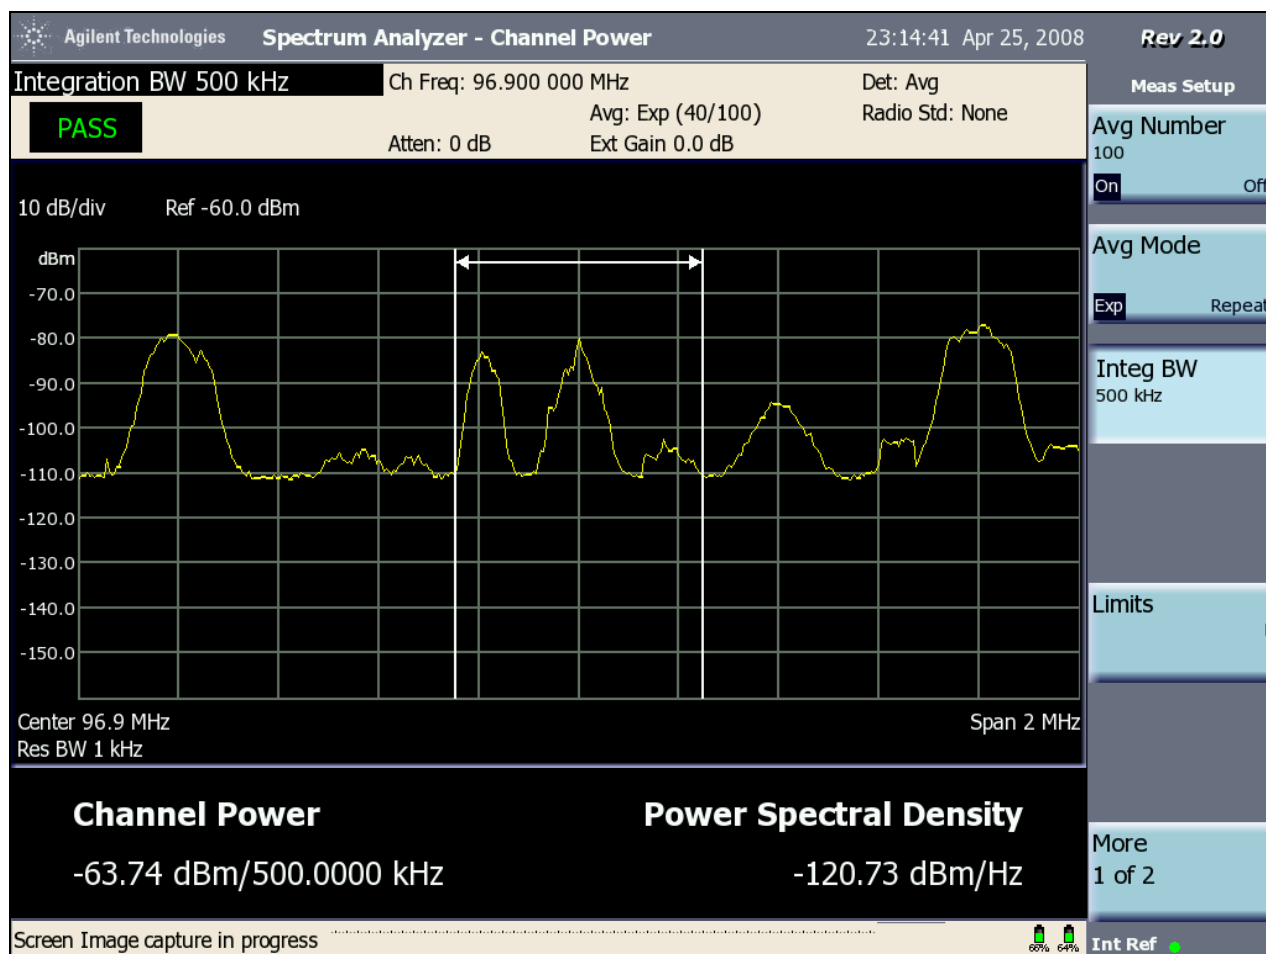 Agilent Technologies Spectrum Analyzer - Channel Power 23:14:41 Apr 25, 2008 Rev 2.0
Integration BW 500 kHz Ch Freq: 96.900 000 MHz Det: Avg
PASS Avg: Exp (40/100) Radio Std: None
Atten: 0 dB Ext Gain 0.0 dB
10 dB/div Ref -60.0 dBm
dBm
-70.0
-80.0
-90.0
-100.0
-110.0
-120.0
-130.0
-140.0
-150.0
Center 96.9 MHz Span 2 MHz
Res BW 1 kHz
Channel Power Power Spectral Density
-63.74 dBm/500.0000 kHz -120.73 dBm/Hz
Screen Image capture in progress 66% 64%
Meas Setup
Avg Number
100
On Off
Avg Mode
Exp Repeat
Integ BW
500 kHz
Limits
More
1 of 2
Int Ref